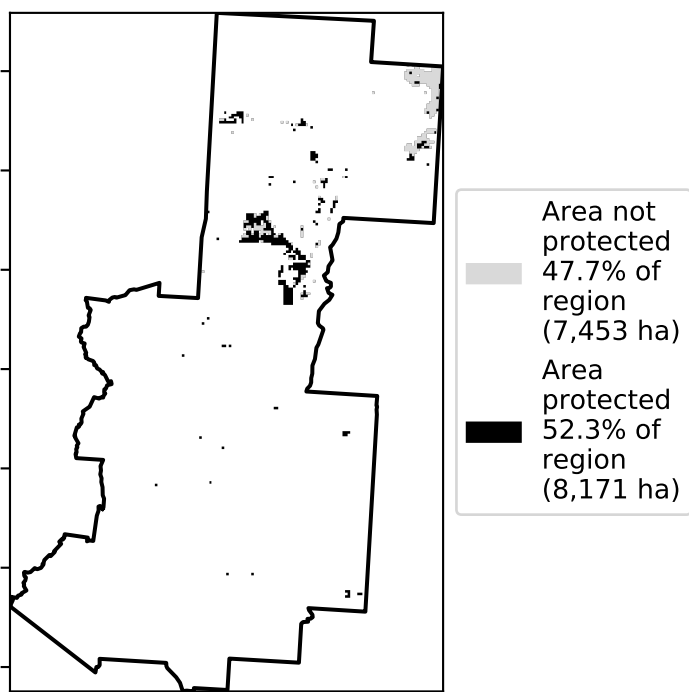 Area not
protected
47.7% of
region
(7,453 ha)
Area
protected
52.3% of
region
(8,171 ha)